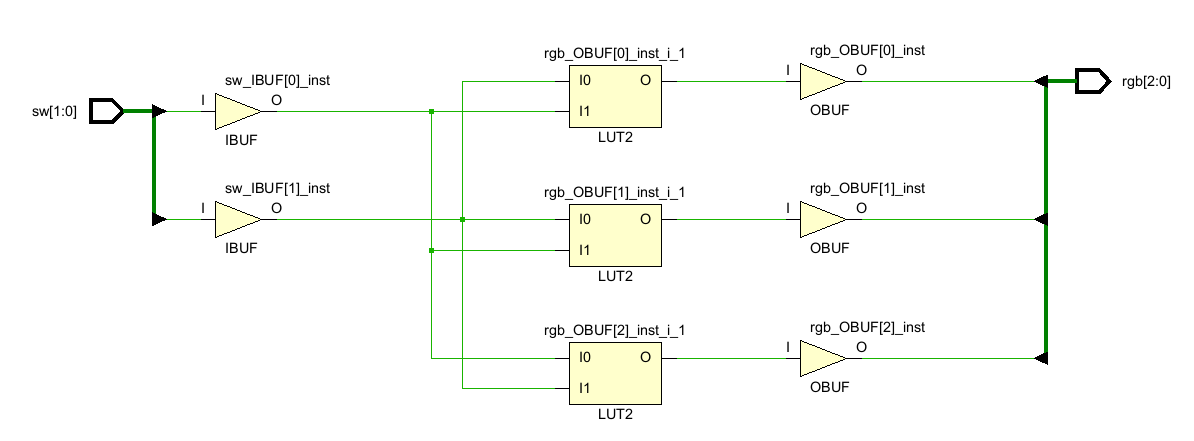 rgb_OBUF[0]_inst_i_1
rgb_OBUF[0]_inst
sw_IBUF[0]_inst
I0
O
I
O
rgb[2:0]
sw[1:0]
I
O
I1
OBUF
IBUF
LUT2
sw_IBUF[1]_inst
rgb_OBUF[1]_inst_i_1
rgb_OBUF[1]_inst
I
O
I0
O
I
O
IBUF
I1
OBUF
LUT2
rgb_OBUF[2]_inst_i_1
rgb_OBUF[2]_inst
I0
O
I
O
I1
OBUF
LUT2